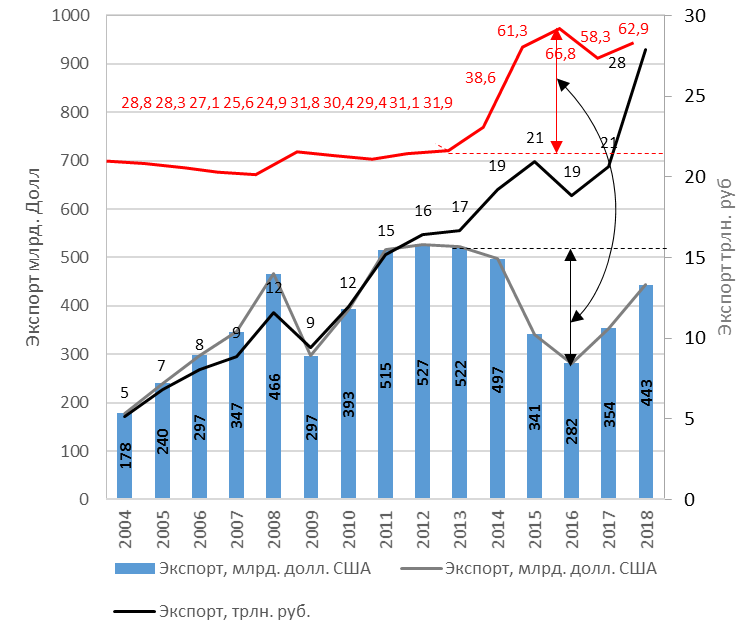 1000
900
800
700
600
500
400
300
200
100
0
Экспорт млрд. Долл
30
25
20
15
10
5
0
Экспорт трлн. руб
28,8 28,3 27,1 25,6 24,9 31,8 30,4 29,4 31,1 31,9 38,6 61,3 66,8 58,3 62,9
5 7 8 9 12 9 12 15 16 17 19 21 19 21 28
178 240 297 347 466 297 393 515 527 522 497 341 282 354 443
2004 2005 2006 2007 2008 2009 2010 2011 2012 2013 2014 2015 2016 2017 2018
Экспорт, млрд. долл. США Экспорт, млрд. долл. США
Экспорт, трлн. руб.